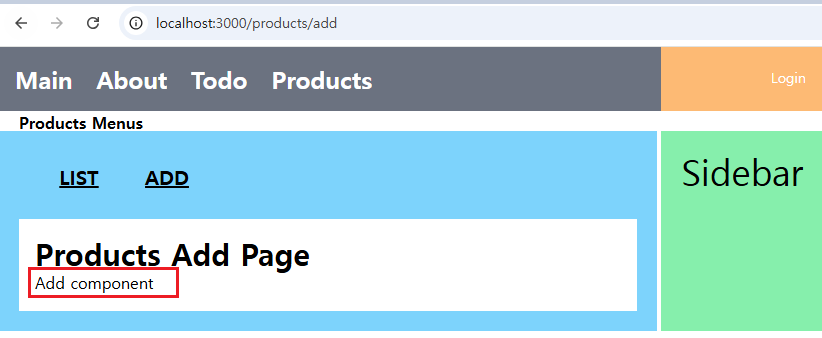 localhost:3000/products/add
Main About Todo Products Login
Products Menus
LIST ADD
Sidebar
Products Add Page
Add component